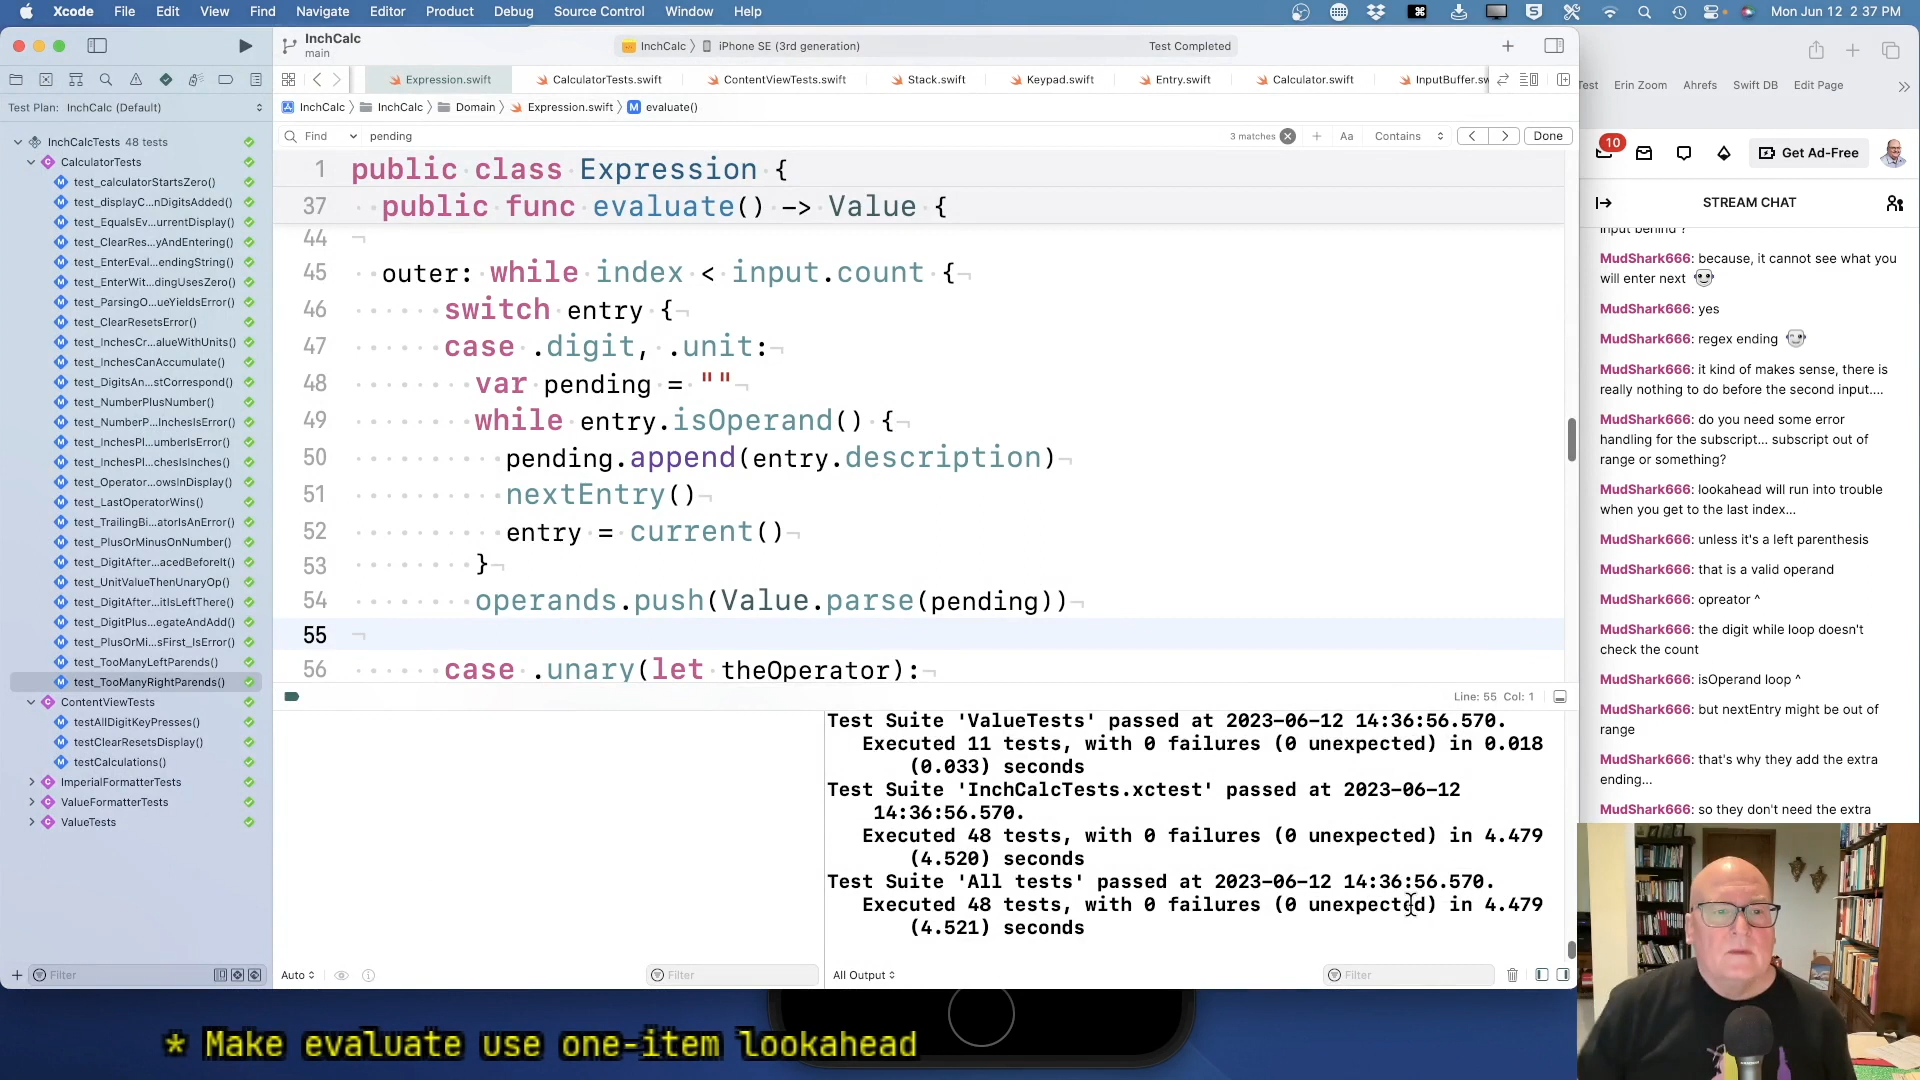 Xcode File Edit View Find Navigate Editor Product Debug Source Control Window Help
Mon Jun 12 2:37 PM
InchCalc
main
InchCalc
iPhone SE (3rd generation)
Test Completed
Expression.swift
CalculatorTests.swift
ContentViewTests.swift
Stack.swift
Keypad.swift
Entry.swift
Calculator.swift
InputBuffer.sw
Test Plan: InchCalc (Default)
InchCalc
InchCalc
Domain
Expression.swift
M evaluate()
Find
pending
3 matches
Aa
Contains
Done
InchCalcTests 48 tests
C CalculatorTests
M test_calculatorStartsZero()
M test_displayC...nDigitsAdded()
M test_EqualsEv...urrentDisplay()
M test_ClearRes...yAndEntering()
M test_EnterEval...endingString()
M test_EnterWit...dingUsesZero()
M test_ParsingO...ueYieldsError()
M test_ClearResetsError()
M test_InchesCr...alueWithUnits()
M test_InchesCanAccumulate()
M test_DigitsAn...stCorrespond()
M test_NumberPlusNumber()
M test_NumberP...nchesIsError()
M test_InchesPl...umberIsError()
M test_InchesPl...chesIsInches()
M test_Operator...owsInDisplay()
M test_LastOperatorWins()
M test_TrailingBi...atorIsAnError()
M test_PlusOrMinusOnNumber()
M test_DigitAfter...acedBeforeIt()
M test_UnitValueThenUnaryOp()
M test_DigitAfter...itIsLeftThere()
M test_DigitPlus...egateAndAdd()
M test_PlusOrMi...sFirst_IsError()
M test_TooManyLeftParends()
M test_TooManyRightParends()
C ContentViewTests
M testAllDigitKeyPresses()
M testClearResetsDisplay()
M testCalculations()
C ImperialFormatterTests
C ValueFormatterTests
C ValueTests
Filter
1 public class Expression {
37 public func evaluate() -> Value {
44
45 outer: while index < input.count {
46 switch entry {
47 case .digit, .unit:
48 var pending = ""
49 while entry.isOperand() {
50 pending.append(entry.description)
51 nextEntry()
52 entry = current()
53 }
54 operands.push(Value.parse(pending))
55
56 case .unary(let theOperator):
Line: 55 Col: 1
Test Suite 'ValueTests' passed at 2023-06-12 14:36:56.570.
Executed 11 tests, with 0 failures (0 unexpected) in 0.018
(0.033) seconds
Test Suite 'InchCalcTests.xctest' passed at 2023-06-12
14:36:56.570.
Executed 48 tests, with 0 failures (0 unexpected) in 4.479
(4.520) seconds
Test Suite 'All tests' passed at 2023-06-12 14:36:56.570.
Executed 48 tests, with 0 failures (0 unexpected) in 4.479
(4.521) seconds
Auto
Filter
All Output
Filter
* Make evaluate use one-item lookahead
Test
Erin Zoom
Ahrefs
Swift DB
Edit Page
10
Get Ad-Free
STREAM CHAT
input behind ?
MudShark666: because, it cannot see what you
will enter next
MudShark666: yes
MudShark666: regex ending
MudShark666: it kind of makes sense, there is
really nothing to do before the second input....
MudShark666: do you need some error
handling for the subscript... subscript out of
range or something?
MudShark666: lookahead will run into trouble
when you get to the last index...
MudShark666: unless it's a left parenthesis
MudShark666: that is a valid operand
MudShark666: opreator ^
MudShark666: the digit while loop doesn't
check the count
MudShark666: isOperand loop ^
MudShark666: but nextEntry might be out of
range
MudShark666: that's why they add the extra
ending...
MudShark666: so they don't need the extra